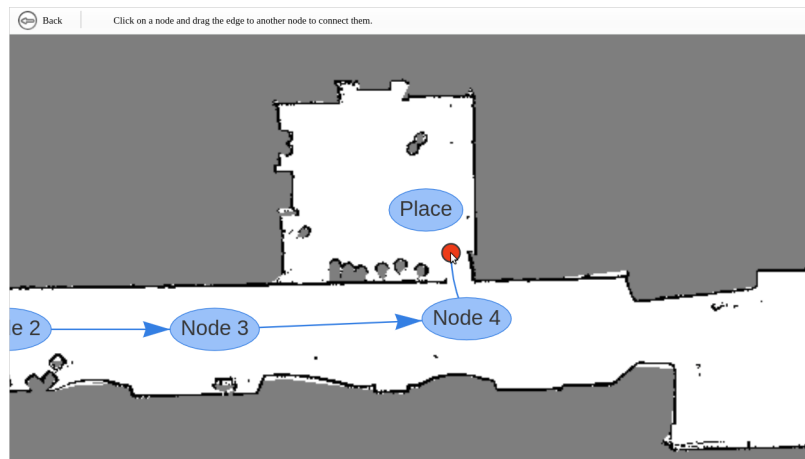 Back
Click on a node and drag the edge to another node to connect them.
Place
e 2
Node 3
Node 4